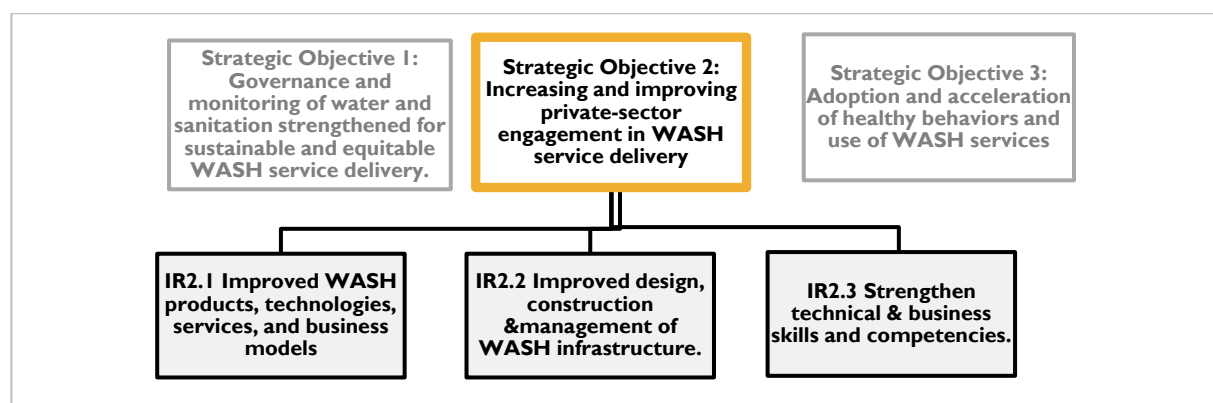 Strategic Objective 1:
Governance and
monitoring of water and
sanitation strengthened for
sustainable and equitable
WASH service delivery.
Strategic Objective 2:
Increasing and improving
private-sector
engagement in WASH
service delivery
Strategic Objective 3:
Adoption and acceleration
of healthy behaviors and
use of WASH services
IR2.1 Improved WASH
products, technologies,
services, and business
models
IR2.2 Improved design,
construction
&management of
WASH infrastructure.
IR2.3 Strengthen
technical & business
skills and competencies.